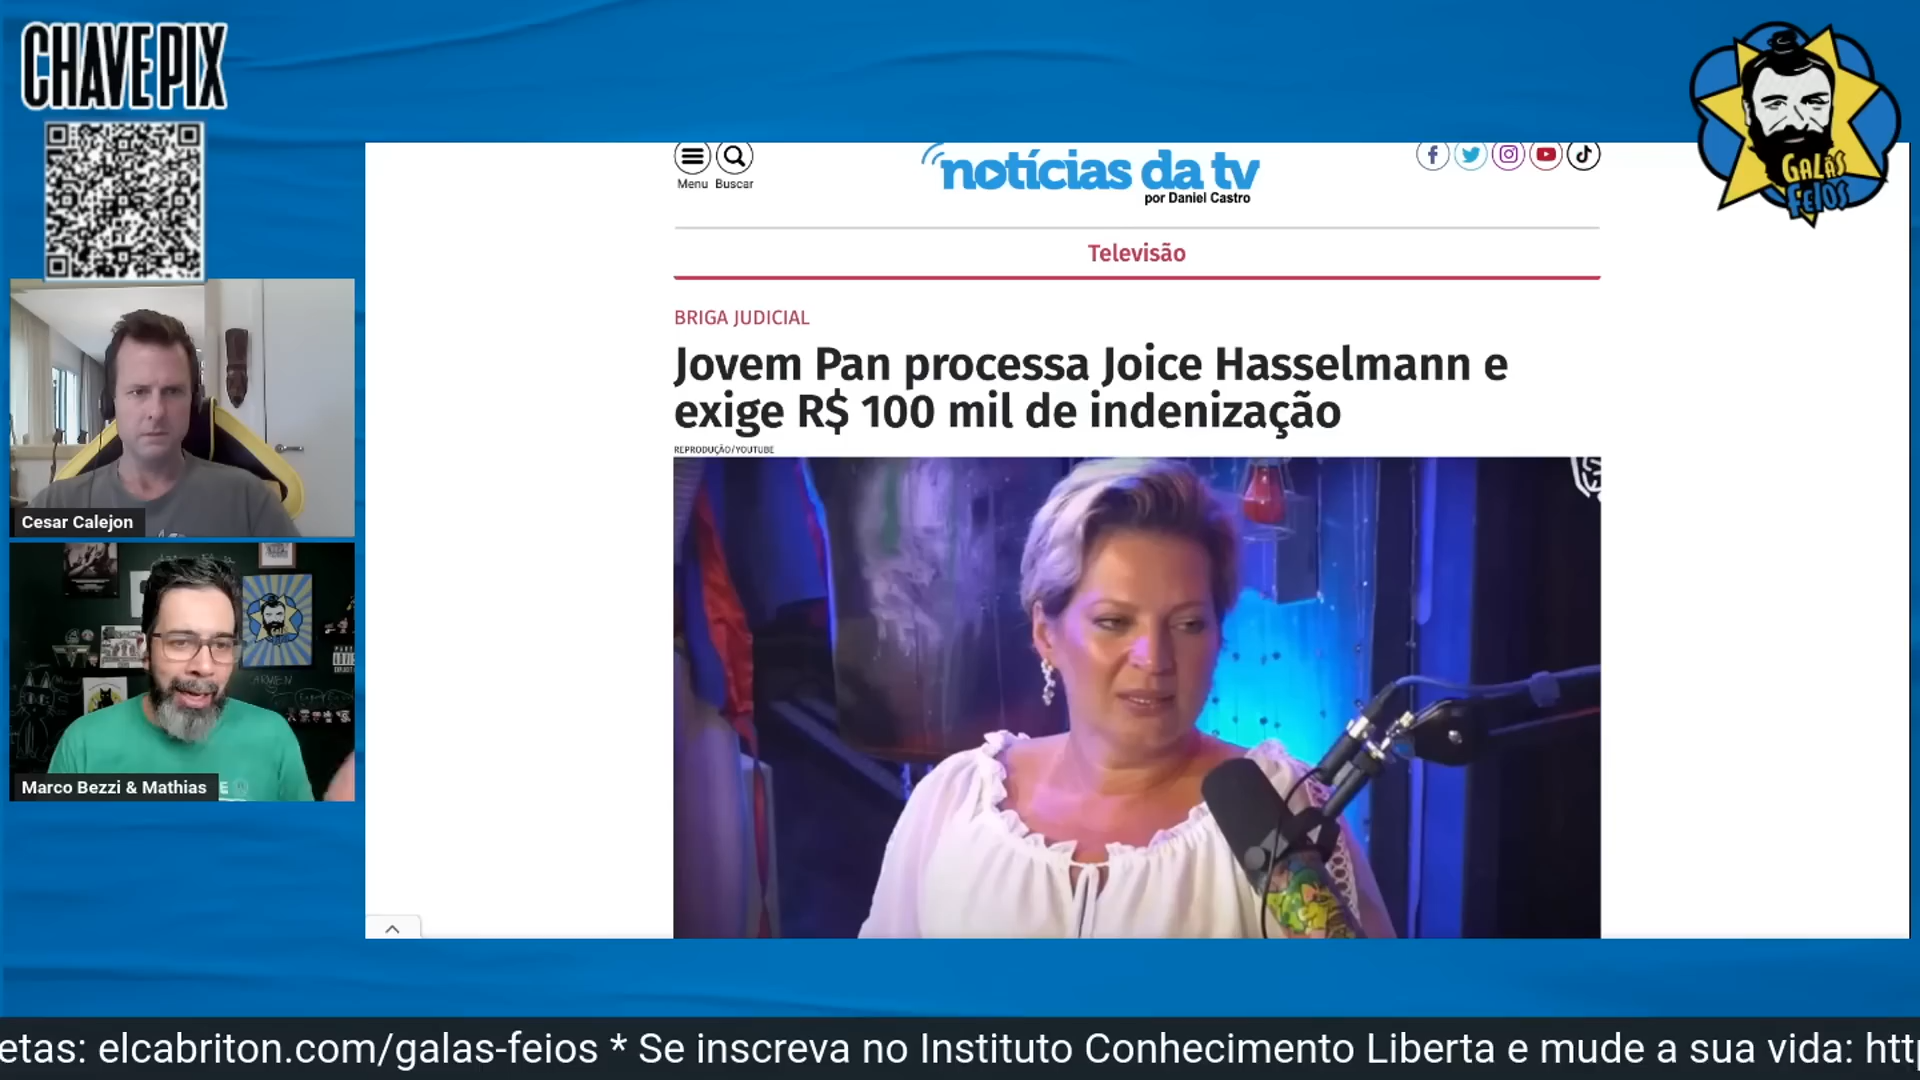 CHAVE PIX
GALÃS
FEIOS
Menu Buscar
notícias da tv
por Daniel Castro
Televisão
BRIGA JUDICIAL
Jovem Pan processa Joice Hasselmann e
exige R$ 100 mil de indenização
REPRODUÇÃO/YOUTUBE
Cesar Calejon
Marco Bezzi & Mathias
etas: elcabriton.com/galas-feios * Se inscreva no Instituto Conhecimento Liberta e mude a sua vida: htt